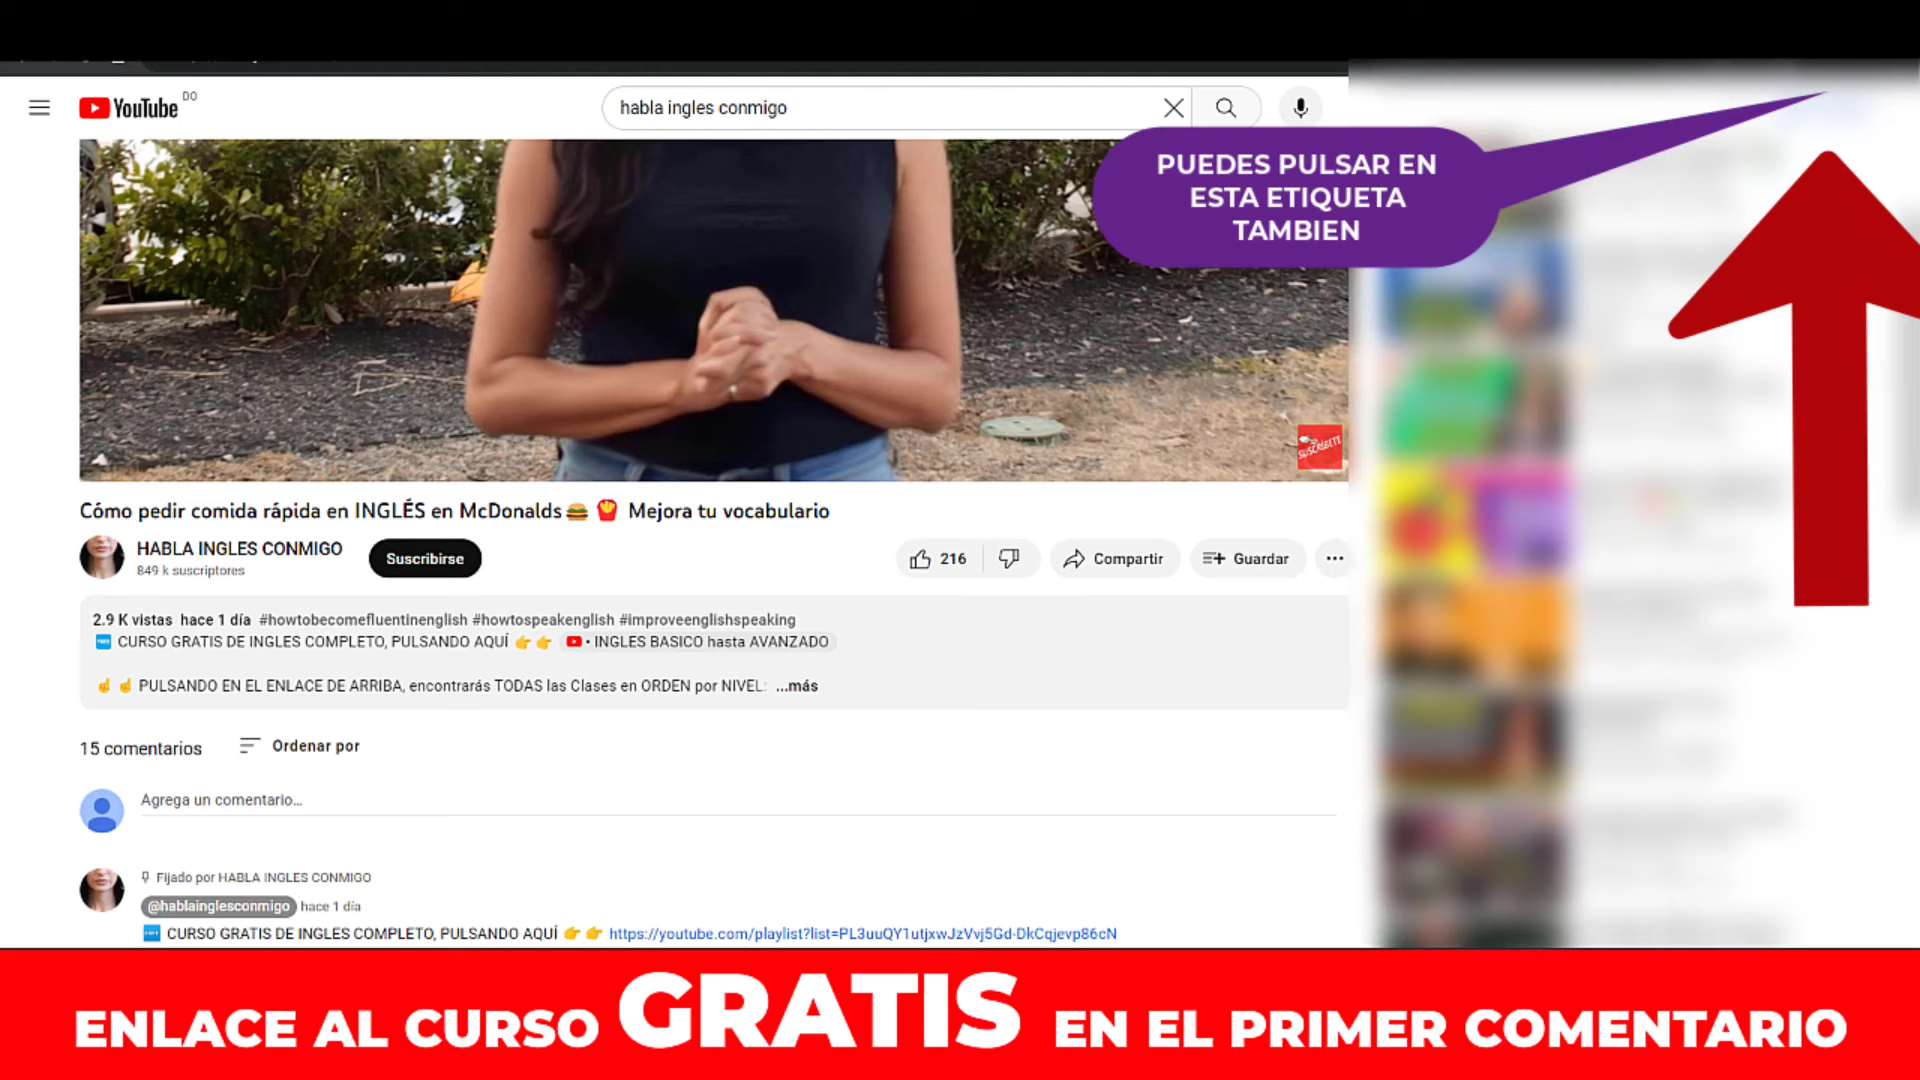 YouTube DO
habla ingles conmigo
PUEDES PULSAR EN
ESTA ETIQUETA
TAMBIEN
SUSCRÍBETE
Cómo pedir comida rápida en INGLÉS en McDonalds🍔 🍟 Mejora tu vocabulario
HABLA INGLES CONMIGO
849 k suscriptores
Suscribirse
216
Compartir
Guardar
2.9 K vistas hace 1 día #howtobecomefluentinenglish #howtospeakenglish #improveenglishspeaking
CURSO GRATIS DE INGLES COMPLETO, PULSANDO AQUÍ 👉 👉 • INGLES BASICO hasta AVANZADO
☝ ☝ PULSANDO EN EL ENLACE DE ARRIBA, encontrarás TODAS las Clases en ORDEN por NIVEL: ...más
15 comentarios
Ordenar por
Agrega un comentario...
Fijado por HABLA INGLES CONMIGO
@hablainglesconmigo hace 1 día
CURSO GRATIS DE INGLES COMPLETO, PULSANDO AQUÍ 👉 👉 https://youtube.com/playlist?list=PL3uuQY1utjxwJzVvj5Gd-DkCqjevp86cN
ENLACE AL CURSO GRATIS EN EL PRIMER COMENTARIO